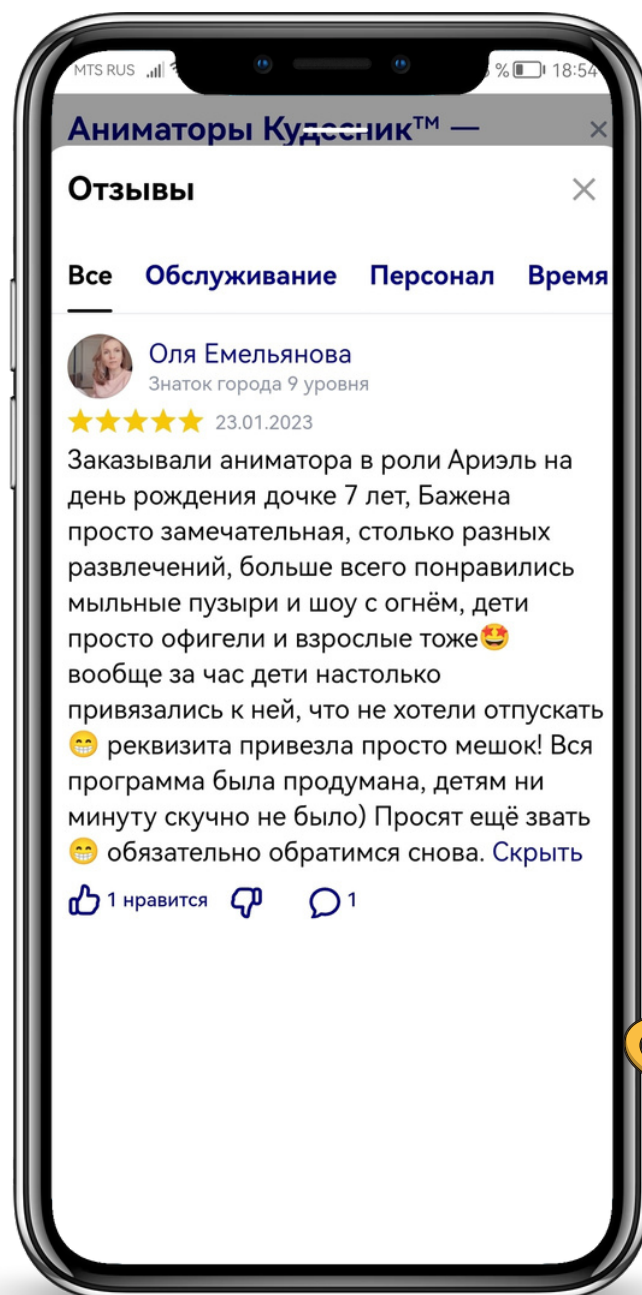 MTS RUS % 18:54
Аниматоры Кудесник™ —
Отзывы
Все Обслуживание Персонал Время
Оля Емельянова
Знаток города 9 уровня
23.01.2023
Заказывали аниматора в роли Ариэль на
день рождения дочке 7 лет, Бажена
просто замечательная, столько разных
развлечений, больше всего понравились
мыльные пузыри и шоу с огнём, дети
просто офигели и взрослые тоже🤩
вообще за час дети настолько
привязались к ней, что не хотели отпускать
😁 реквизита привезла просто мешок! Вся
программа была продумана, детям ни
минуту скучно не было) Просят ещё звать
😁 обязательно обратимся снова. Скрыть
1 нравится 1